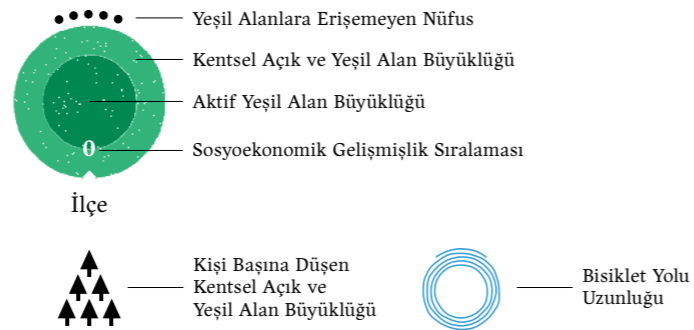 Yeşil Alanlara Erişemeyen Nüfus
Kentsel Açık ve Yeşil Alan Büyüklüğü
Aktif Yeşil Alan Büyüklüğü
0
Sosyoekonomik Gelişmişlik Sıralaması
İlçe
Kişi Başına Düşen
Kentsel Açık ve
Yeşil Alan Büyüklüğü
Bisiklet Yolu
Uzunluğu